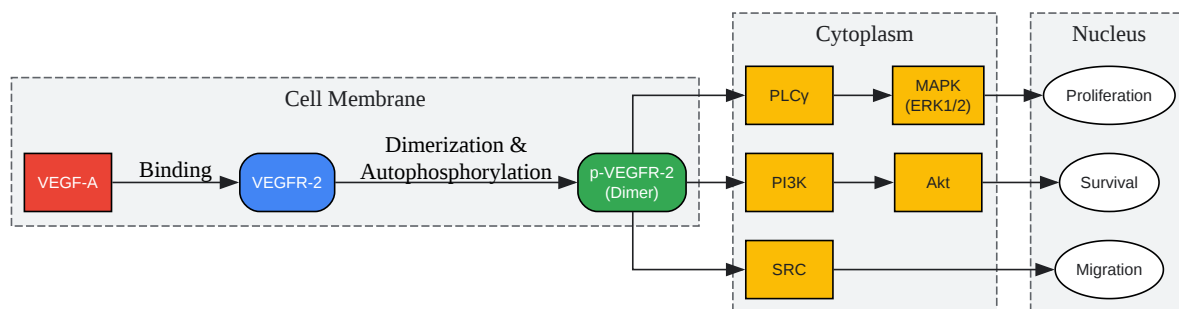 Cytoplasm
Nucleus
Cell Membrane
PLCγ
MAPK
(ERK1/2)
Proliferation
VEGF-A
Binding
VEGFR-2
Dimerization &
Autophosphorylation
p-VEGFR-2
(Dimer)
PI3K
Akt
Survival
SRC
Migration